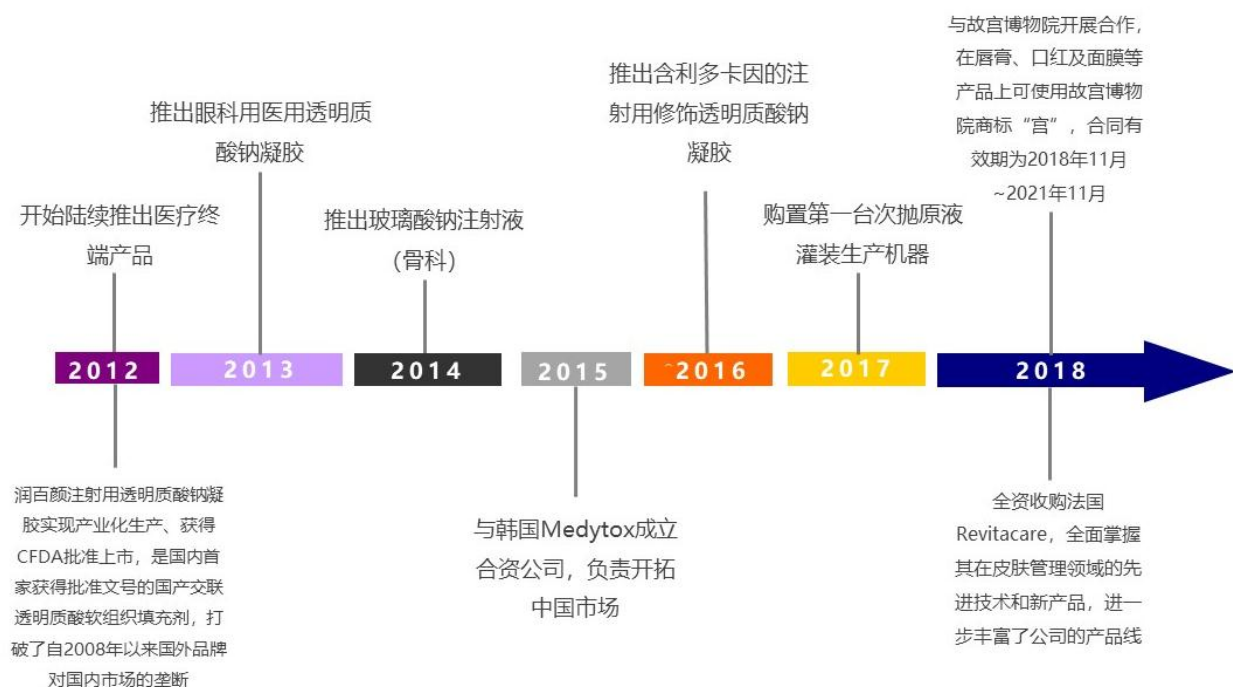 开始陆续推出医疗终
端产品
推出眼科用医用透明质
酸钠凝胶
推出玻璃酸钠注射液
(骨科)
推出含利多卡因的注
射用修饰透明质酸钠
凝胶
购置第一台次抛原液
灌装生产机器
与故宫博物院开展合作,
在唇膏、口红及面膜等
产品上可使用故宫博物
院商标“宫”，合同有
效期为2018年11月
~2021年11月
2012
2013
2014
2015
2016
2017
2018
润百颜注射用透明质酸钠凝
胶实现产业化生产、获得
CFDA批准上市，是国内首
家获得批准文号的国产交联
透明质酸软组织填充剂，打
破了自2008年以来国外品牌
对国内市场的垄断
与韩国Medytox成立
合资公司，负责开拓
中国市场
全资收购法国
Revitacare，全面掌握
其在皮肤管理领域的先
进技术和新产品，进一
步丰富了公司的产品线